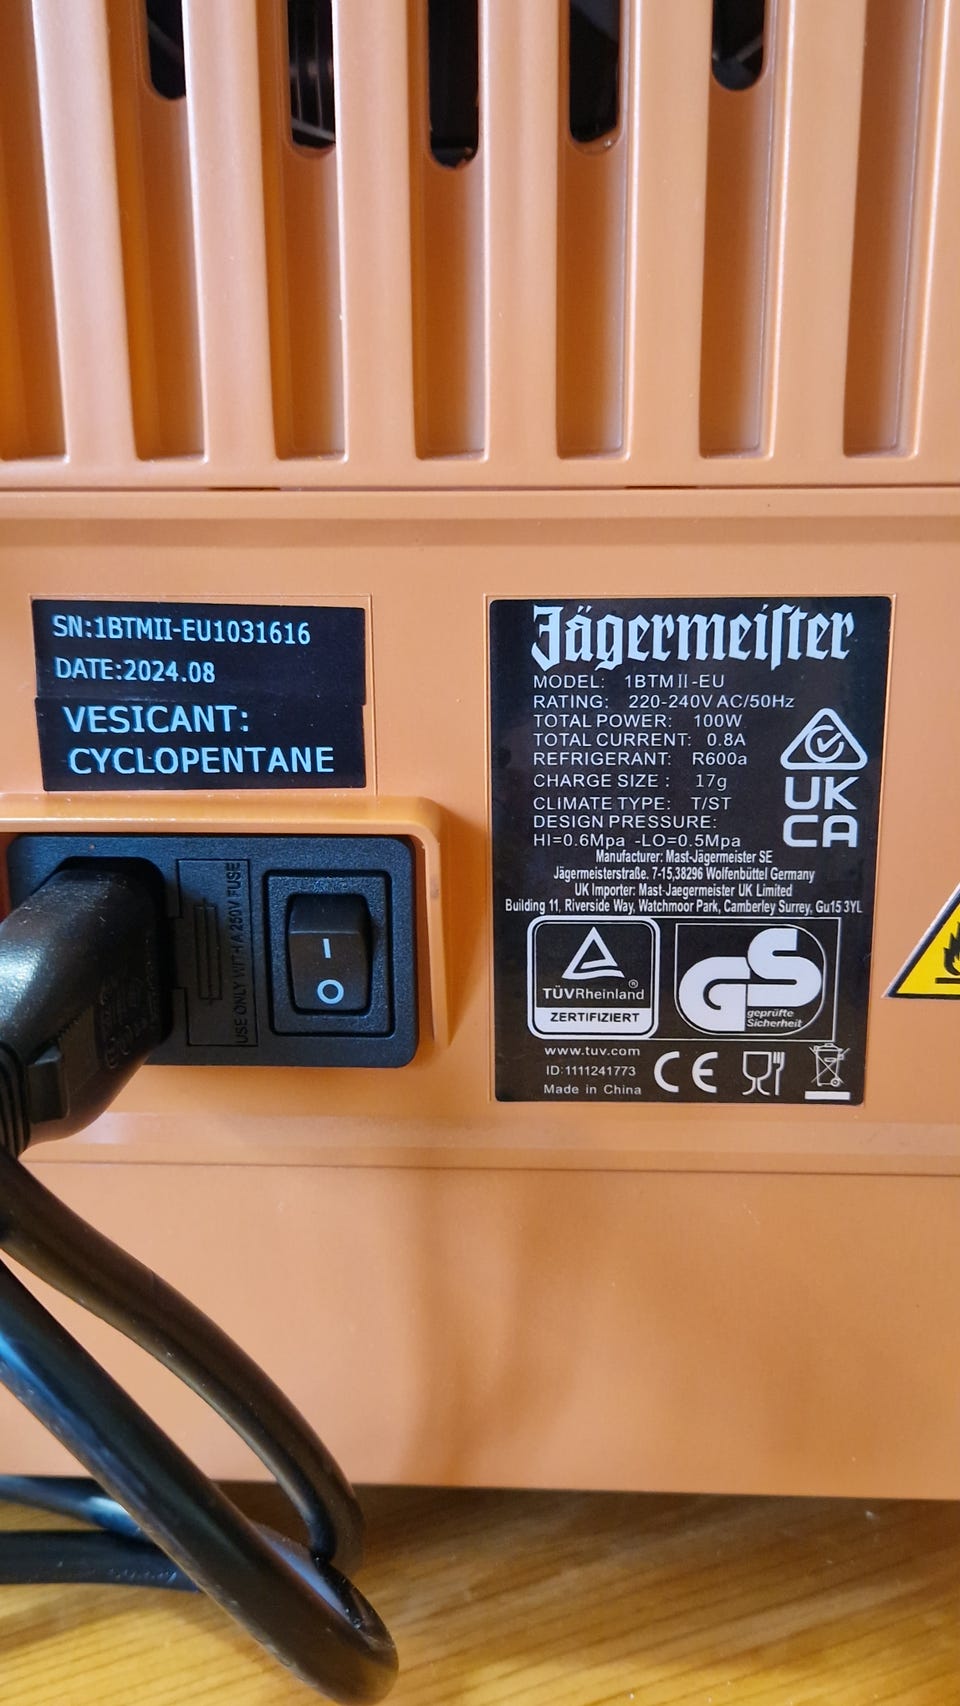 SN:1BTMII-EU1031616
DATE:2024.08
VESICANT:
CYCLOPENTANE
USE ONLY WITH A 250V FUSE
I
O
Jägermeiſter
MODEL: 1BTMII-EU
RATING: 220-240V AC/50Hz
TOTAL POWER: 100W
TOTAL CURRENT: 0.8A
REFRIGERANT: R600a
CHARGE SIZE : 17g
CLIMATE TYPE: T/ST
DESIGN PRESSURE:
HI=0.6Mpa -LO=0.5Mpa
UK
CA
Manufacturer: Mast-Jägermeister SE
Jägermeisterstraße. 7-15,38296 Wolfenbüttel Germany
UK Importer: Mast-Jaegermeister UK Limited
Building 11, Riverside Way, Watchmoor Park, Camberley Surrey, Gu15 3YL
TÜVRheinland®
ZERTIFIZIERT
GS
geprüfte
Sicherheit
www.tuv.com
ID:1111241773
Made in China
CE